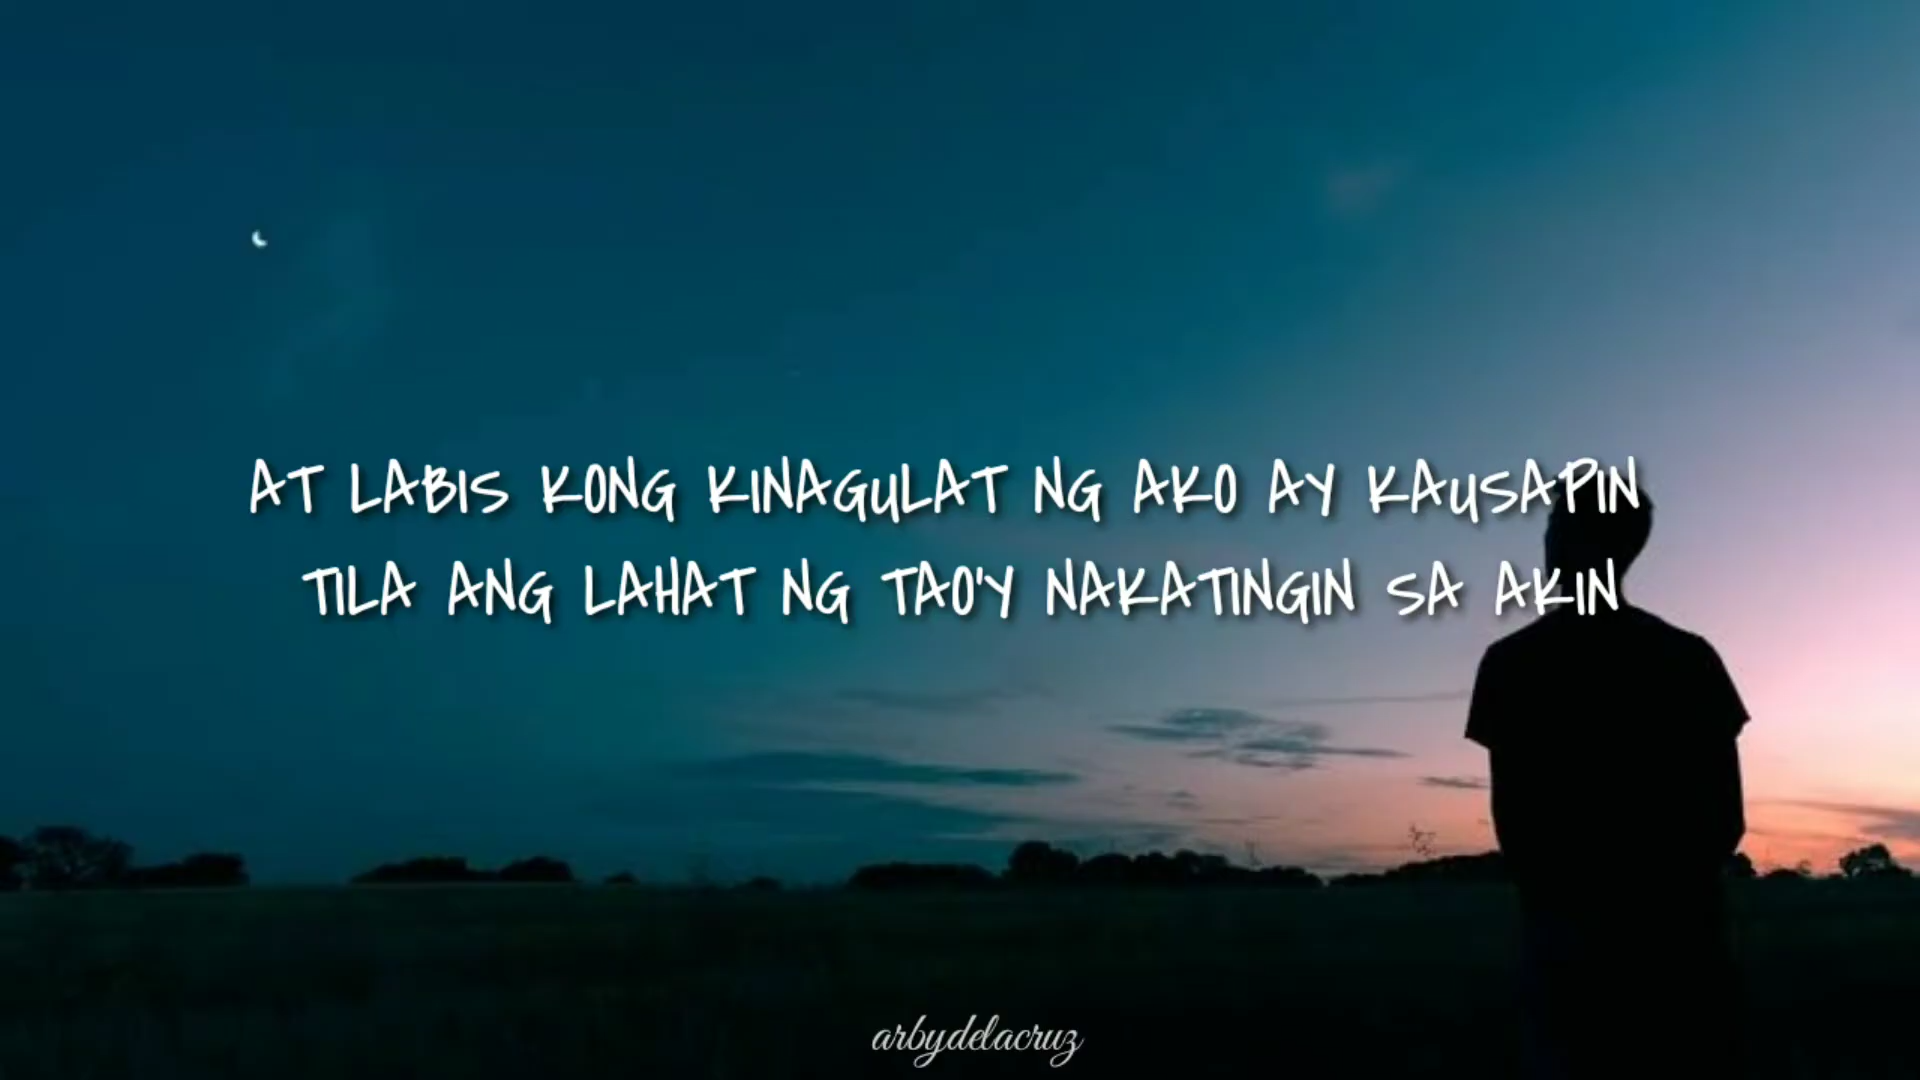 AT LABIS KONG KINAGULAT NG AKO AY KAUSAPIN
TILA ANG LAHAT NG TAO'Y NAKATINGIN SA AKIN
arbydelacruz